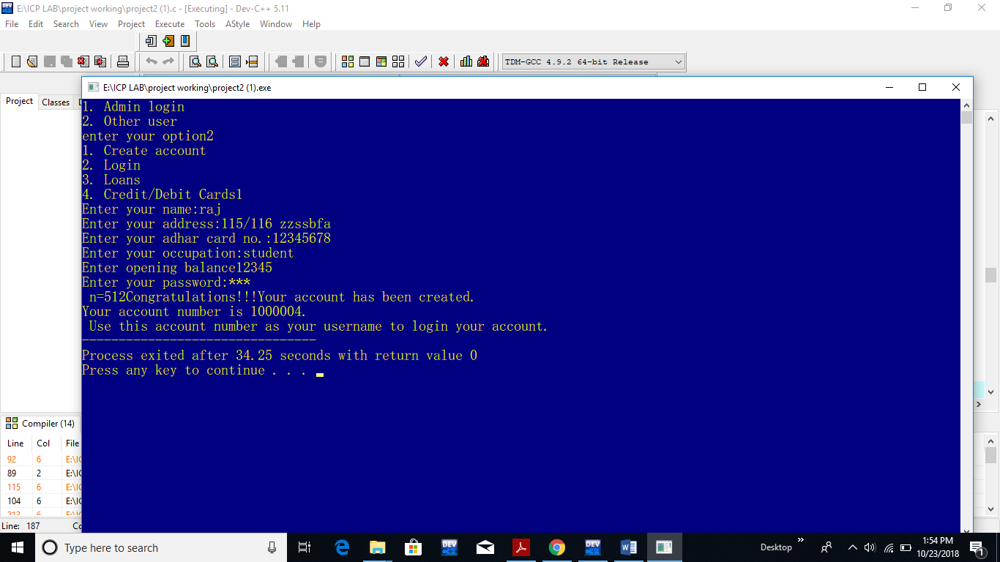 E:\ICP LAB\project working\project2 (1).c - [Executing] - Dev-C++ 5.11
File Edit Search View Project Execute Tools AStyle Window Help
TDM-GCC 4.9.2 64-bit Release
Project Classes
E:\ICP LAB\project working\project2 (1).exe
1. Admin login
2. Other user
enter your option2
1. Create account
2. Login
3. Loans
4. Credit/Debit Cards1
Enter your name:raj
Enter your address:115/116 zzssbfa
Enter your adhar card no.:12345678
Enter your occupation:student
Enter opening balance12345
Enter your password:***
n=512Congratulations!!!Your account has been created.
Your account number is 1000004.
Use this account number as your username to login your account.
--------------------------------
Process exited after 34.25 seconds with return value 0
Press any key to continue . . .
Compiler (14)
Line Col File
92 6 E:\IC
89 2 E:\IC
115 6 E:\IC
104 6 E:\IC
213 6 E:\IC
Line: 187 Co
Type here to search
DEV
Desktop
1:54 PM
10/23/2018
1